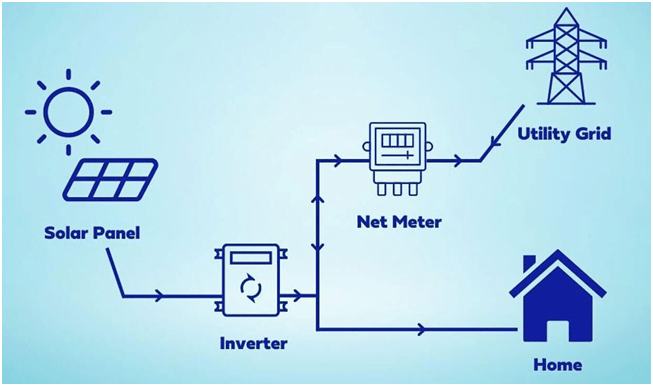 Utility Grid
Net Meter
Solar Panel
Inverter
Home